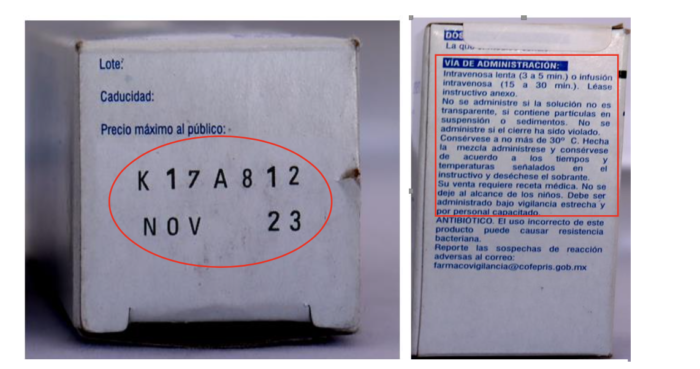 Lote:
Caducidad:
Precio máximo al público:
K 17 A 8 12
NOV 23
La que
VÍA DE ADMINISTRACIÓN:
Intravenosa lenta (3 a 5 min.) o infusión
intravenosa (15 a 30 min.). Léase
instructivo anexo.
No se administre si la solución no es
transparente, si contiene partículas en
suspensión o sedimentos. No se
administre si el cierre ha sido violado.
Consérvese a no más de 30° C. Hecha
la mezcla adminístrese y consérvese
de acuerdo a los tiempos y
temperaturas señalados en el
instructivo y deséchese el sobrante.
Su venta requiere receta médica. No se
deje al alcance de los niños. Debe ser
administrado bajo vigilancia estrecha y
por personal capacitado.
ANTIBIÓTICO. El uso incorrecto de este
producto puede causar resistencia
bacteriana.
Reporte las sospechas de reacción
adversas al correo:
farmacovigilancia@cofepris.gob.mx